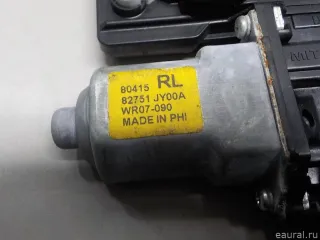 80415 RL
82751 JY00A
WR07-090
MADE IN PHI
© eaural.ru